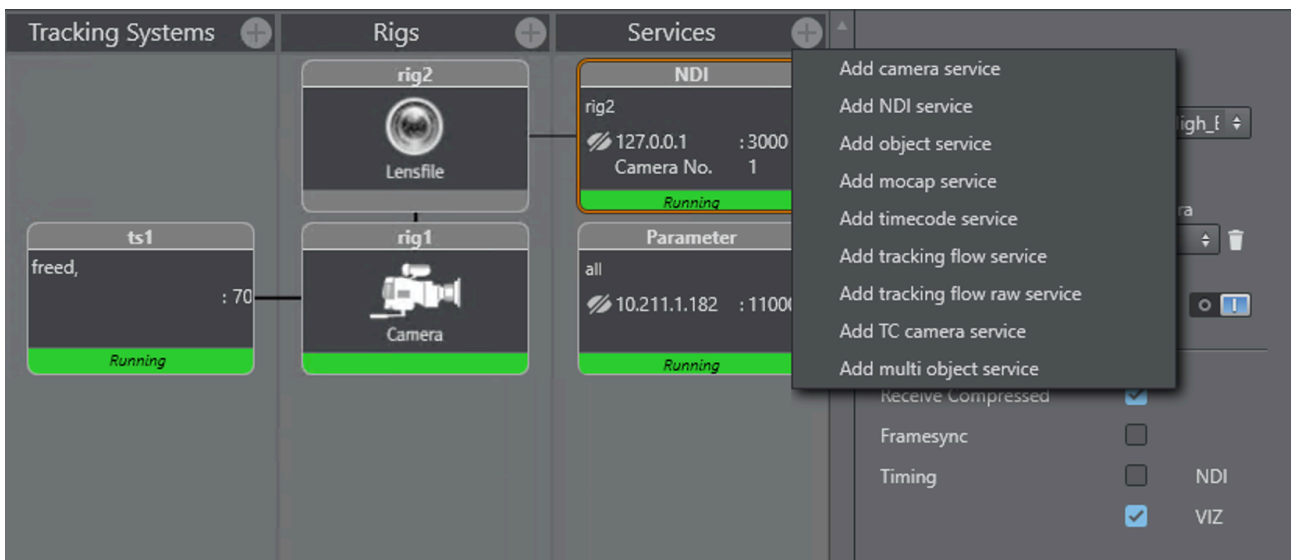 Tracking Systems
Rigs
Services
rig2
Lensfile
NDI
rig2
127.0.0.1 : 3000
Camera No. 1
Running
ts1
freed,
: 70
Running
rig1
Camera
Parameter
all
10.211.1.182 : 11000
Running
Add camera service
Add NDI service
Add object service
Add mocap service
Add timecode service
Add tracking flow service
Add tracking flow raw service
Add TC camera service
Add multi object service
Receive Compressed
Framesync
Timing
NDI
VIZ